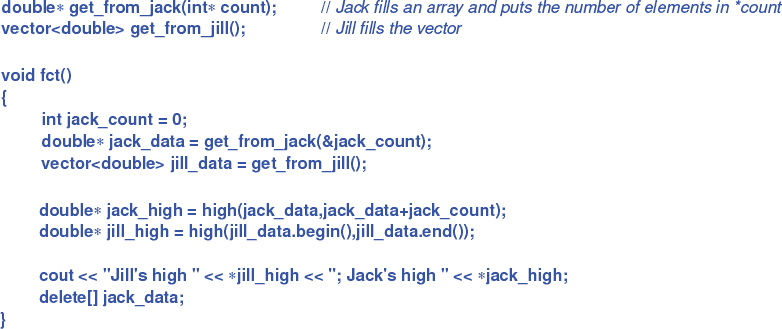 double* get_from_jack(int* count); // Jack fills an array and puts the number of elements in *count
vector<double> get_from_jill(); // Jill fills the vector
void fct()
{
int jack_count = 0;
double* jack_data = get_from_jack(&jack_count);
vector<double> jill_data = get_from_jill();
double* jack_high = high(jack_data,jack_data+jack_count);
double* jill_high = high(jill_data.begin(),jill_data.end());
cout << "Jill's high " << *jill_high << "; Jack's high " << *jack_high;
delete[] jack_data;
}